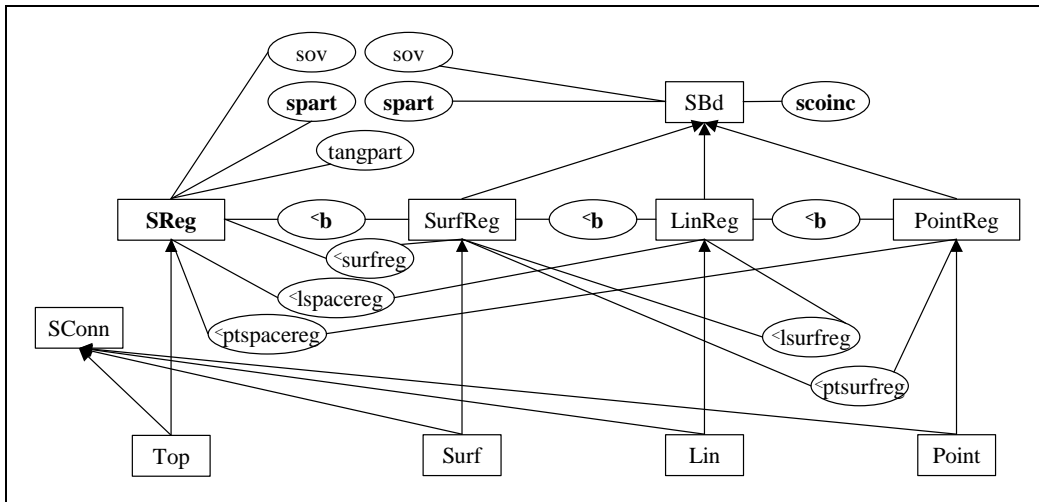 sov sov
spart spart SBd scoinc
tangpart
SReg <b SurfReg <b LinReg <b PointReg
<surfreg
<lspacereg
SConn <ptspacereg <lsurfreg
<ptsurfreg
Top Surf Lin Point